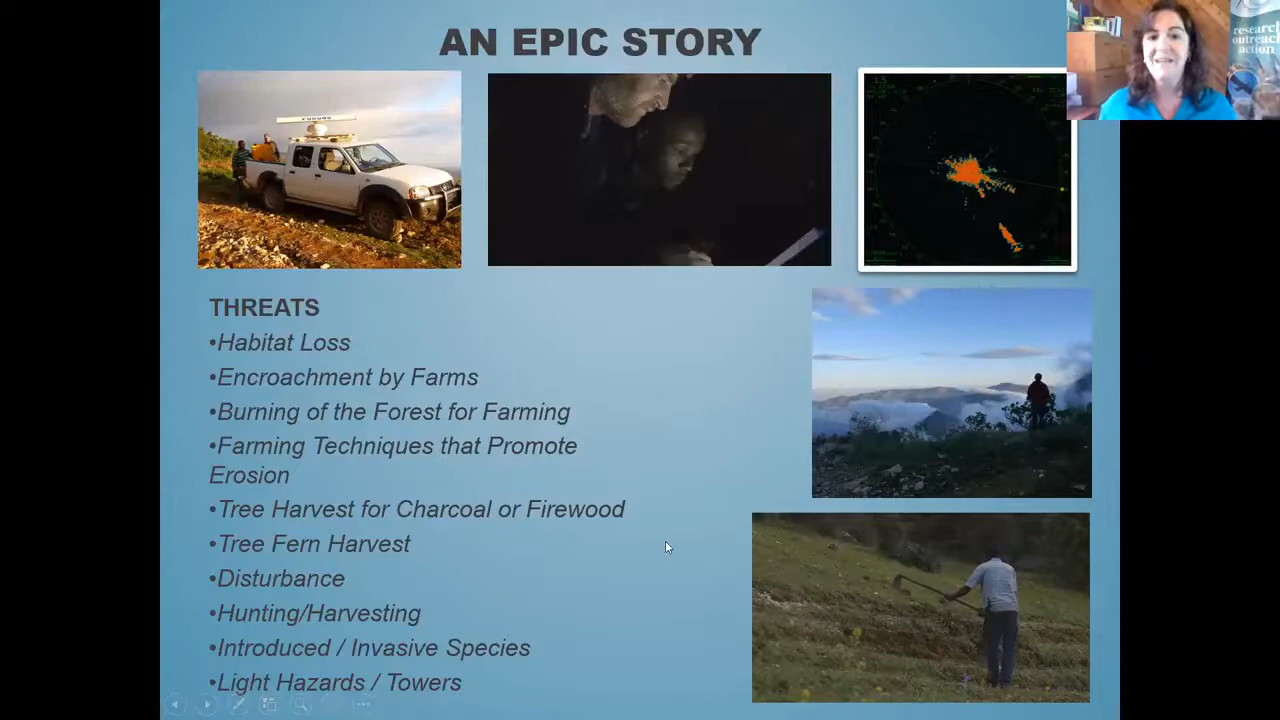 AN EPIC STORY
research
outreach
action
FURUNO
THREATS
•Habitat Loss
•Encroachment by Farms
•Burning of the Forest for Farming
•Farming Techniques that Promote
Erosion
•Tree Harvest for Charcoal or Firewood
•Tree Fern Harvest
•Disturbance
•Hunting/Harvesting
•Introduced / Invasive Species
•Light Hazards / Towers